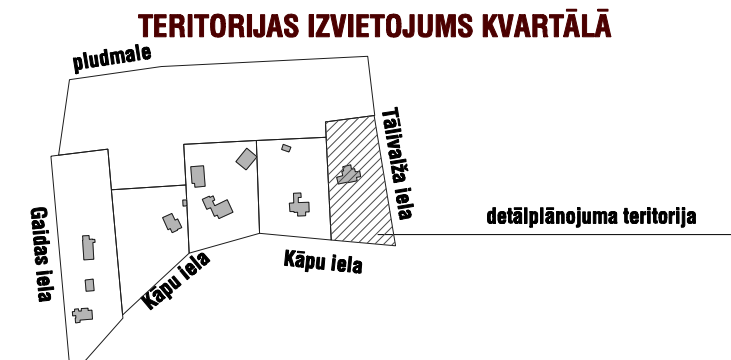 TERITORIJAS IZVIETOJUMS KVARTĀLĀ
pludmale
Tālivalža iela
Gaidas iela
detālplānojuma teritorija
Kāpu iela
Kāpu iela